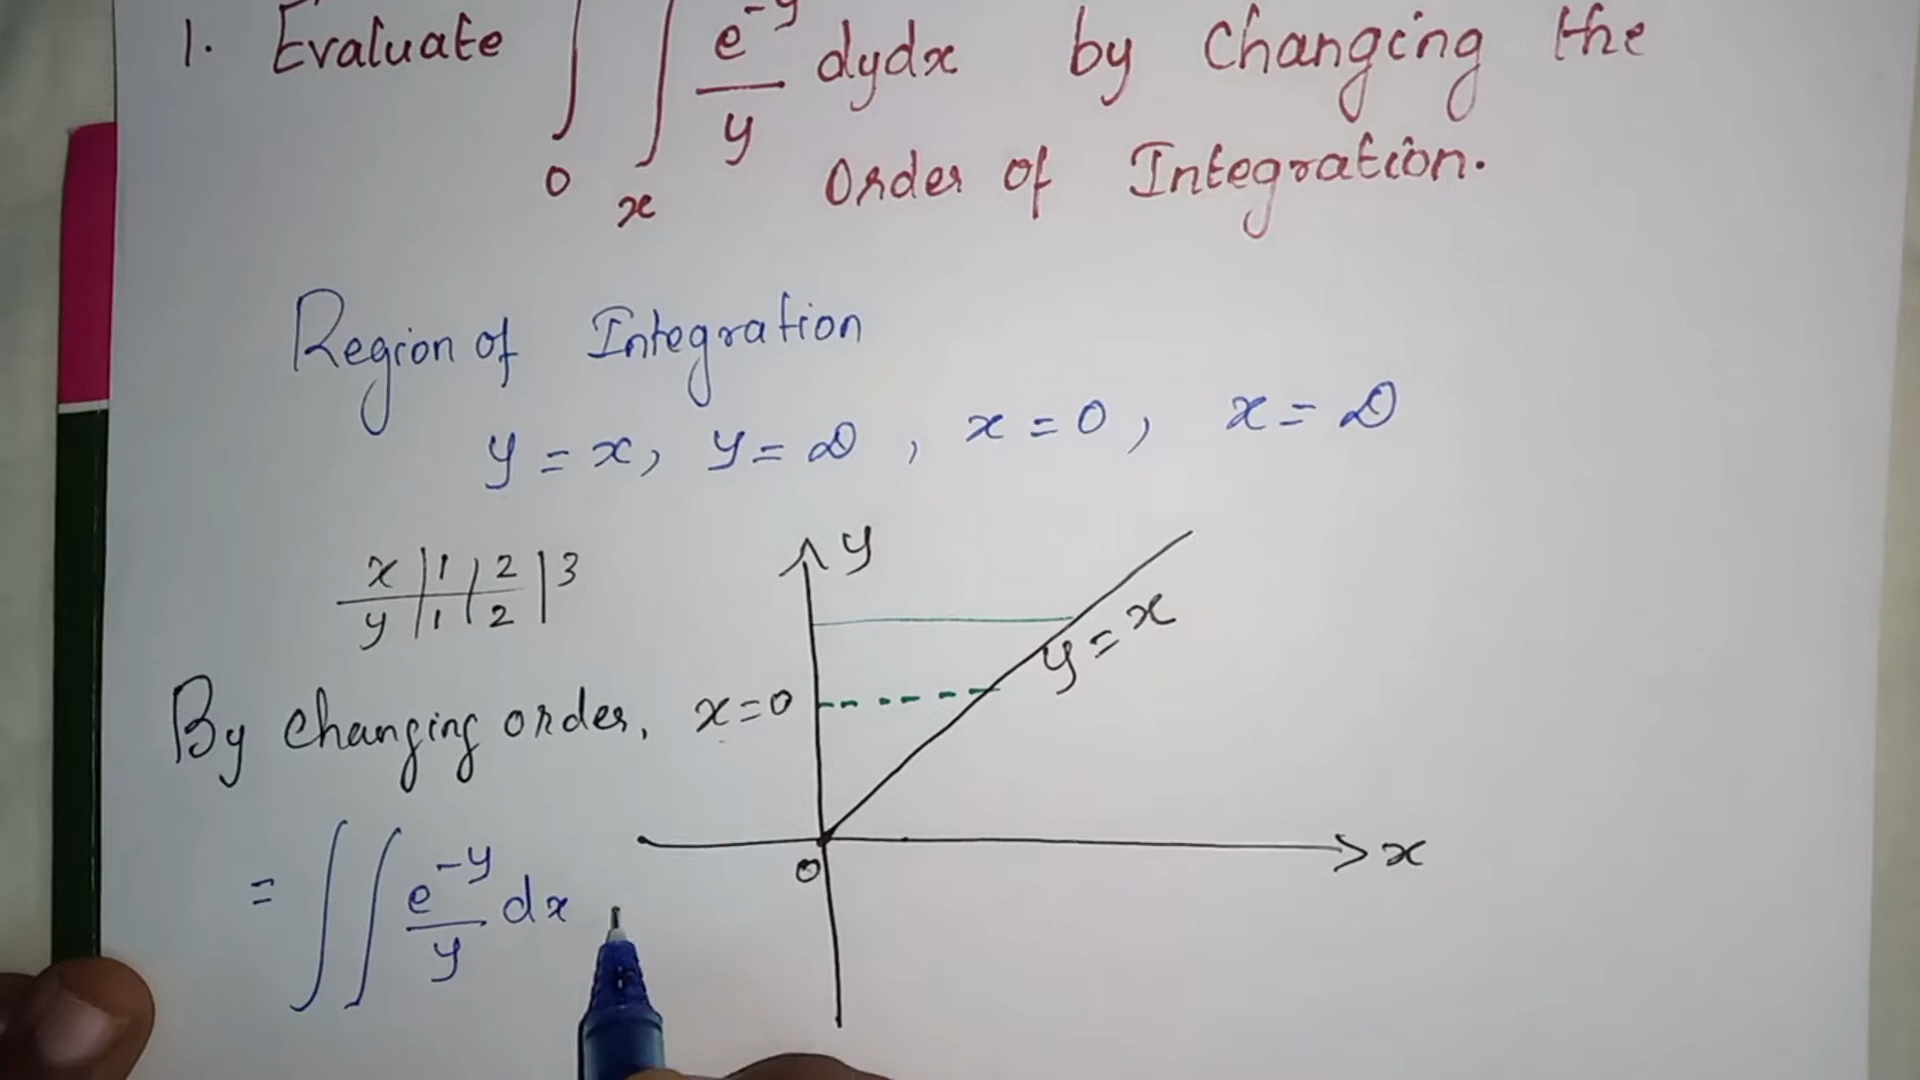 1. Evaluate ∫₀ ∫ₓ e^-y/y dydx by Changing the
Order of Integration.
Region of Integration
y = x, y = ∞, x = 0, x = ∞
x | 1 | 2 | 3
y | 1 | 2 |
y
y = x
By changing order, x=0
x
0
= ∫∫ e^-y/y dx